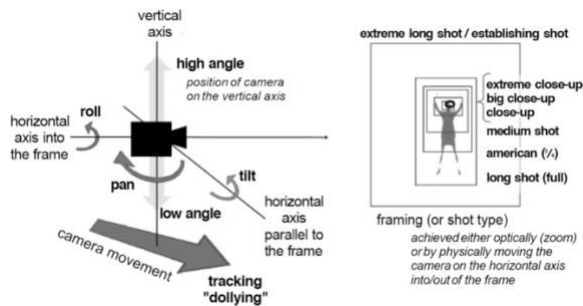 vertical
axis
high angle
position of camera
on the vertical axis
roll
horizontal
axis into
the frame
pan
tilt
low angle
horizontal
axis
parallel to
the frame
camera movement
tracking
"dollying"
extreme long shot / establishing shot
extreme close-up
big close-up
close-up
medium shot
american (¾)
long shot (full)
framing (or shot type)
achieved either optically (zoom)
or by physically moving the
camera on the horizontal axis
into/out of the frame